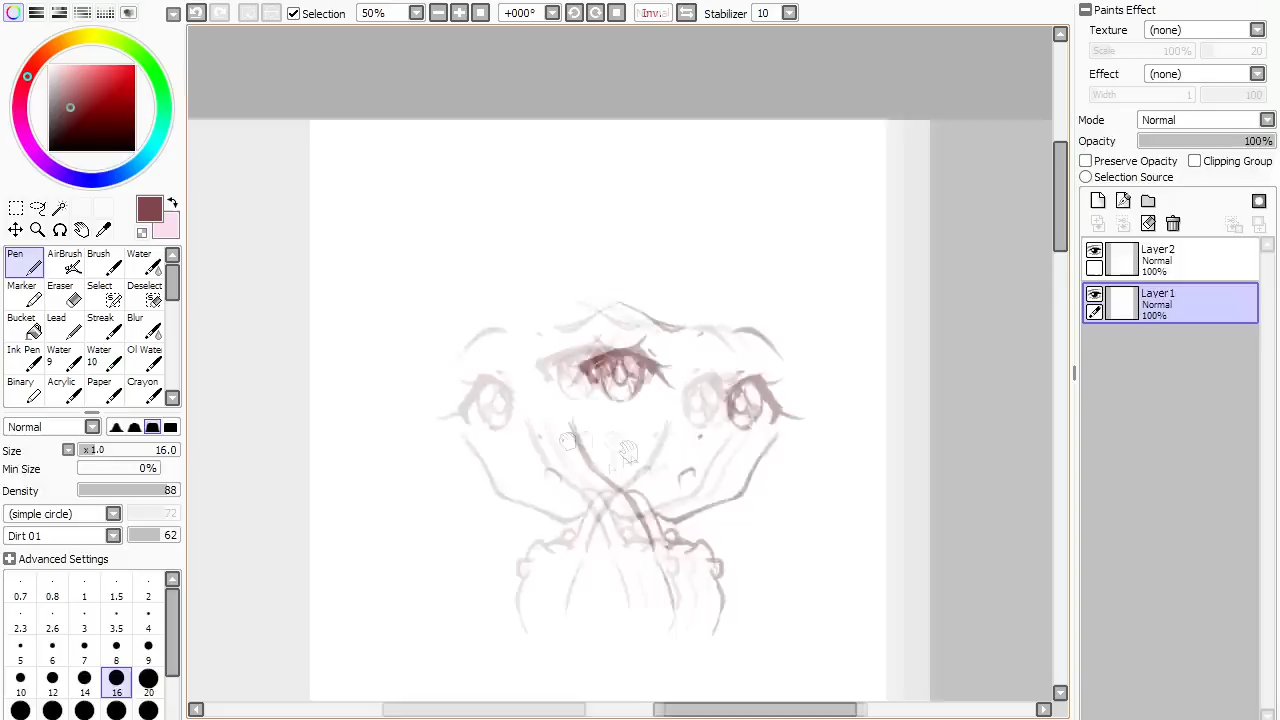 Selection 50% +000° Stabilizer 10
Pen AirBrush Brush Water
Marker Eraser Select Deselect
Bucket Lead Streak Blur
Ink Pen Water 9 Water 10 Ol Wate
Binary Acrylic Paper Crayon
Normal
Size x1.0 16.0
Min Size 0%
Density 88
(simple circle) 72
Dirt 01 62
Advanced Settings
0.7 0.8 1 1.5 2
2.3 2.6 3 3.5 4
5 6 7 8 9
10 12 14 16 20
Paints Effect
Texture (none)
Scale 100% 20
Effect (none)
Width 1 100
Mode Normal
Opacity 100%
Preserve Opacity Clipping Group
Selection Source
Layer2
Normal
100%
Layer1
Normal
100%